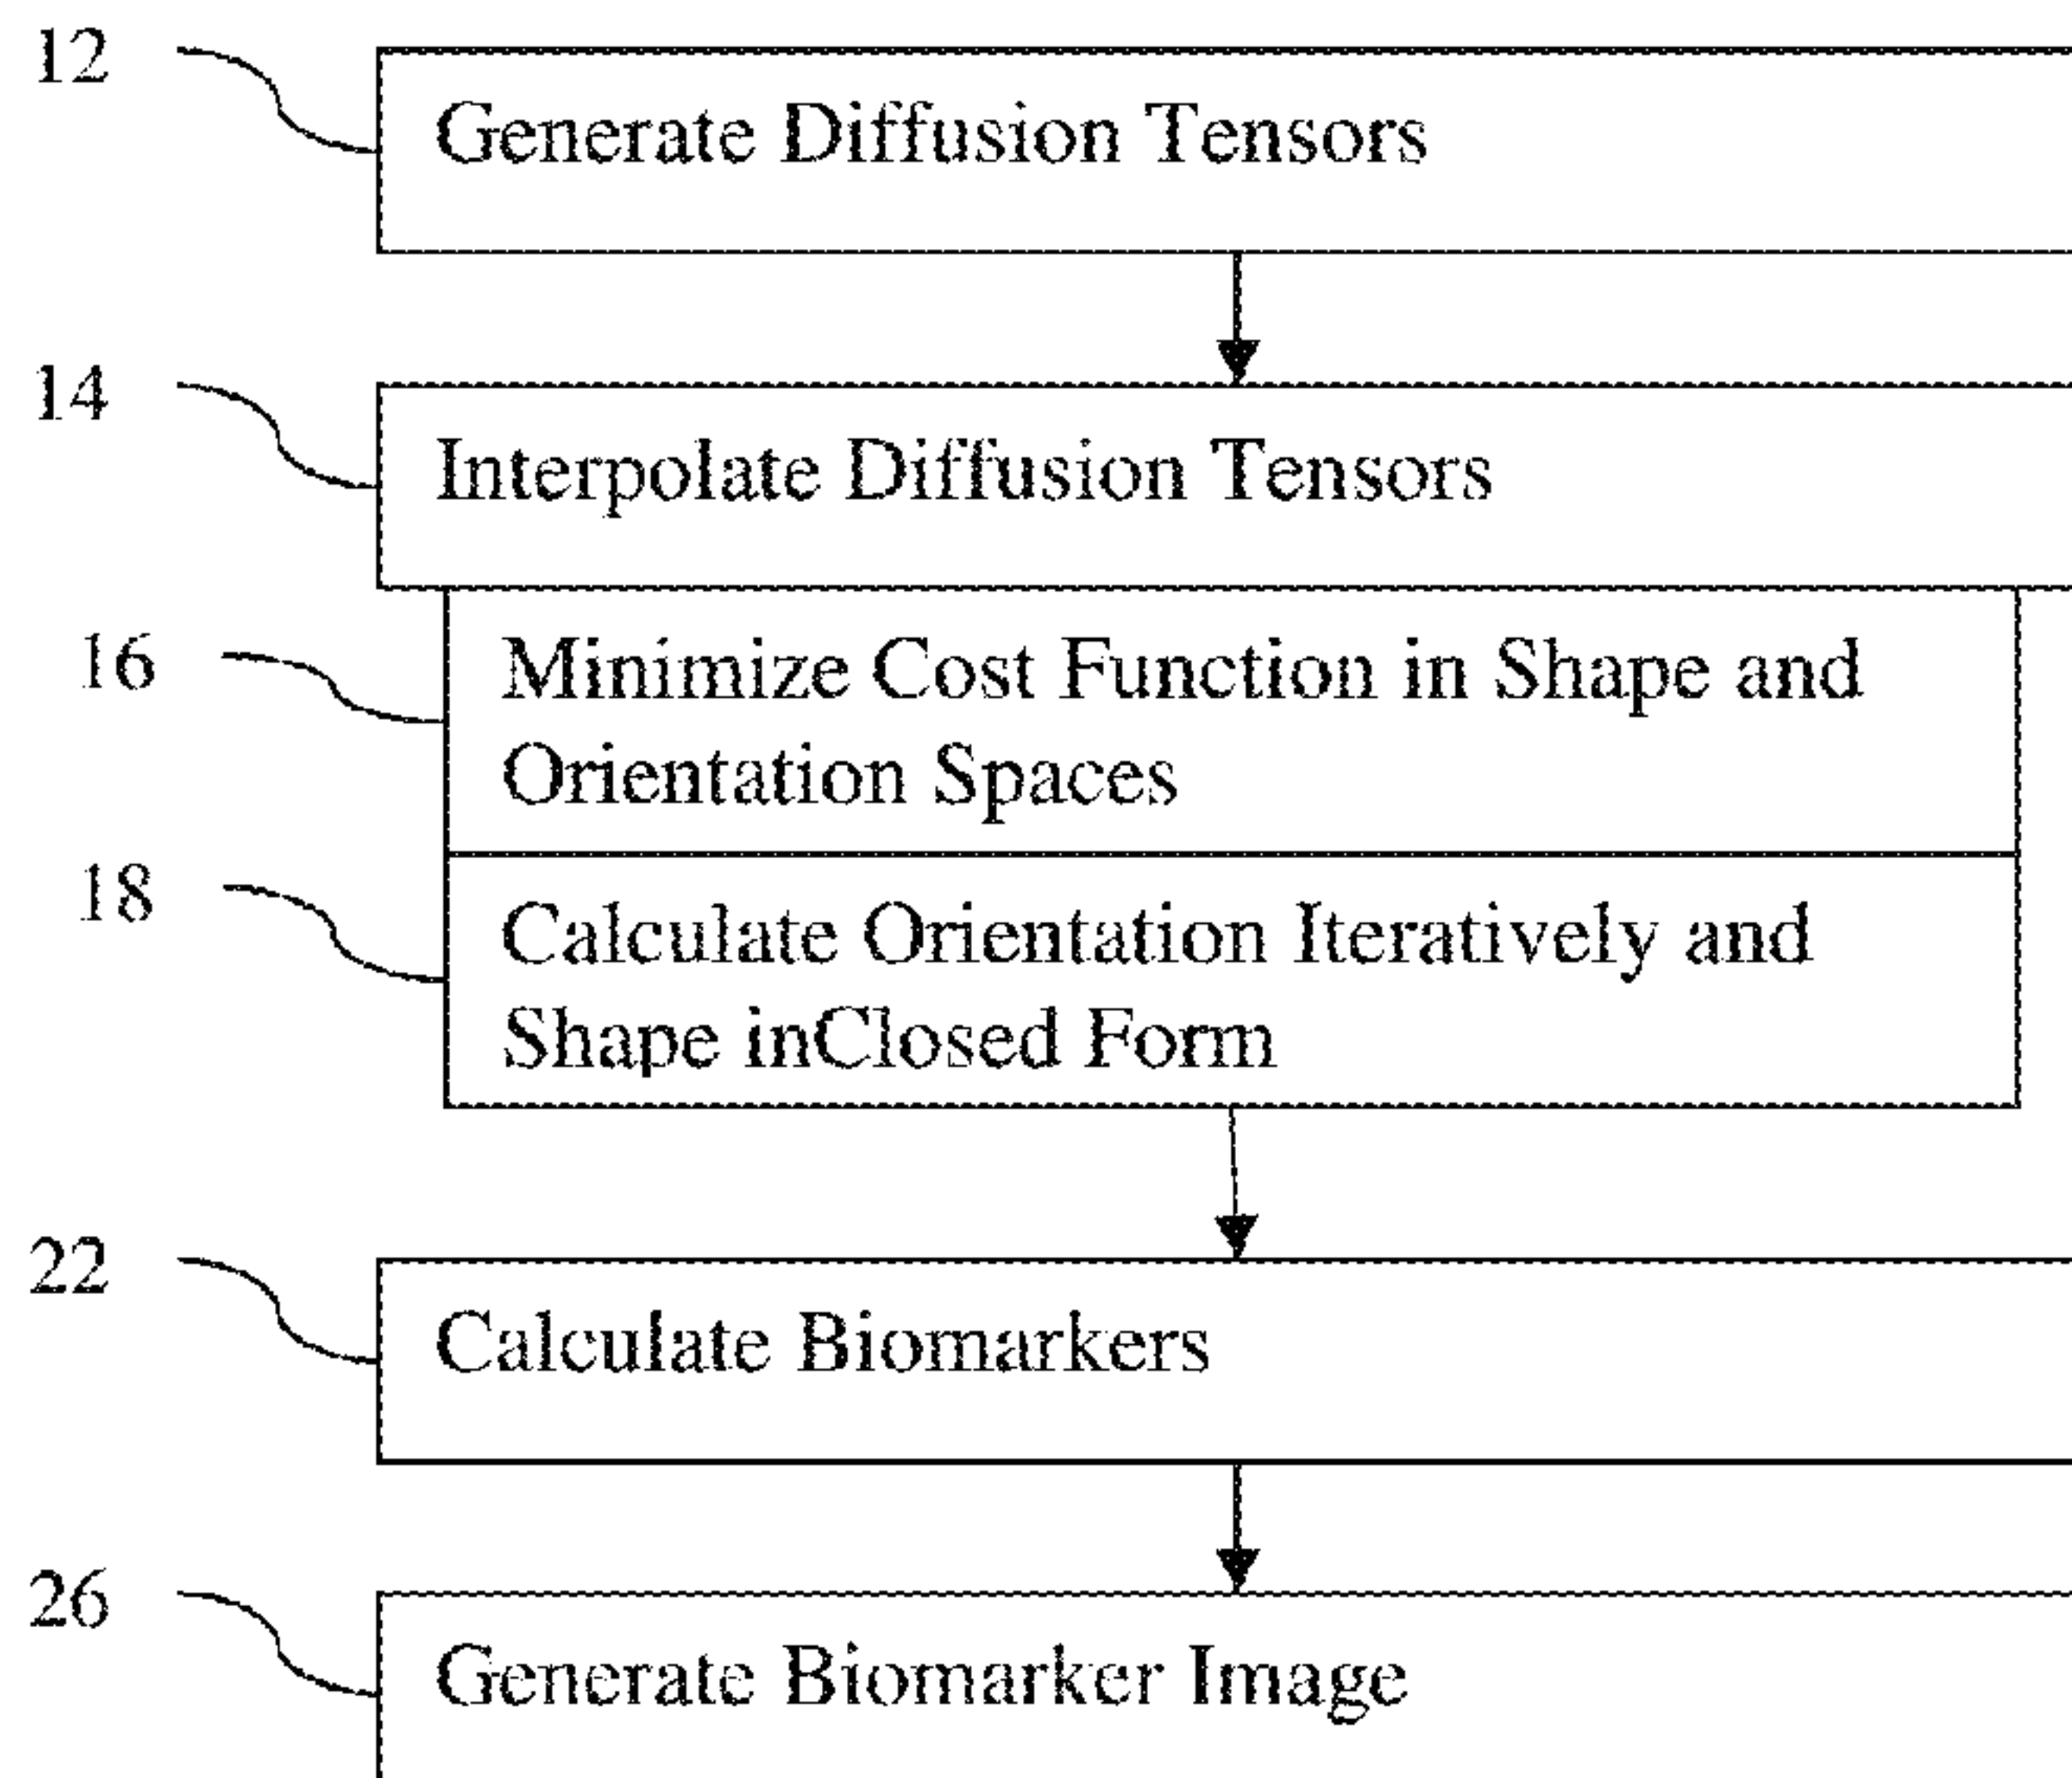 12
Generate Diffusion Tensors
14
Interpolate Diffusion Tensors
16
Minimize Cost Function in Shape and
Orientation Spaces
18
Calculate Orientation Iteratively and
Shape inClosed Form
22
Calculate Biomarkers
26
Generate Biomarker Image